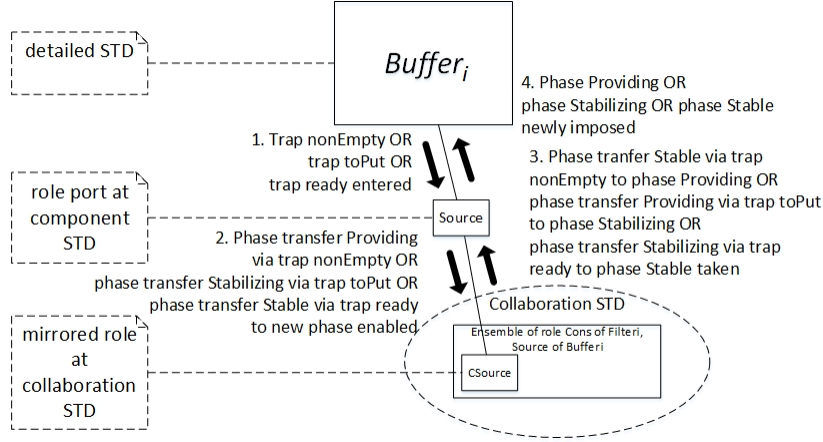 detailed STD
Buffer_i
4. Phase Providing OR
phase Stabilizing OR phase Stable
newly imposed
1. Trap nonEmpty OR
trap toPut OR
trap ready entered
3. Phase tranfer Stable via trap
nonEmpty to phase Providing OR
phase transfer Providing via trap toPut
to phase Stabilizing OR
phase transfer Stabilizing via trap
ready to phase Stable taken
role port at
component
STD
Source
2. Phase transfer Providing
via trap nonEmpty OR
phase transfer Stabilizing via trap toPut OR
phase transfer Stable via trap ready
to new phase enabled
Collaboration STD
mirrored role
at
collaboration
STD
Ensemble of role Cons of Filteri,
Source of Bufferi
CSource